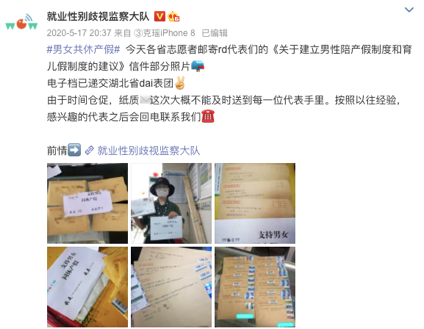 就业性别歧视监察大队
2020-5-17 20:37 来自 ③克瑶iPhone 8 已编辑
#男女共休产假# 今天各省志愿者邮寄rd代表们的《关于建立男性陪产假制度和育
儿假制度的建议》信件部分照片
电子档已递交湖北省dai表团
由于时间仓促，纸质这次大概不能及时送到每一位代表手里。按照以往经验，
感兴趣的代表之后会回电联系我们
前情 就业性别歧视监察大队
支持男女
支持男女